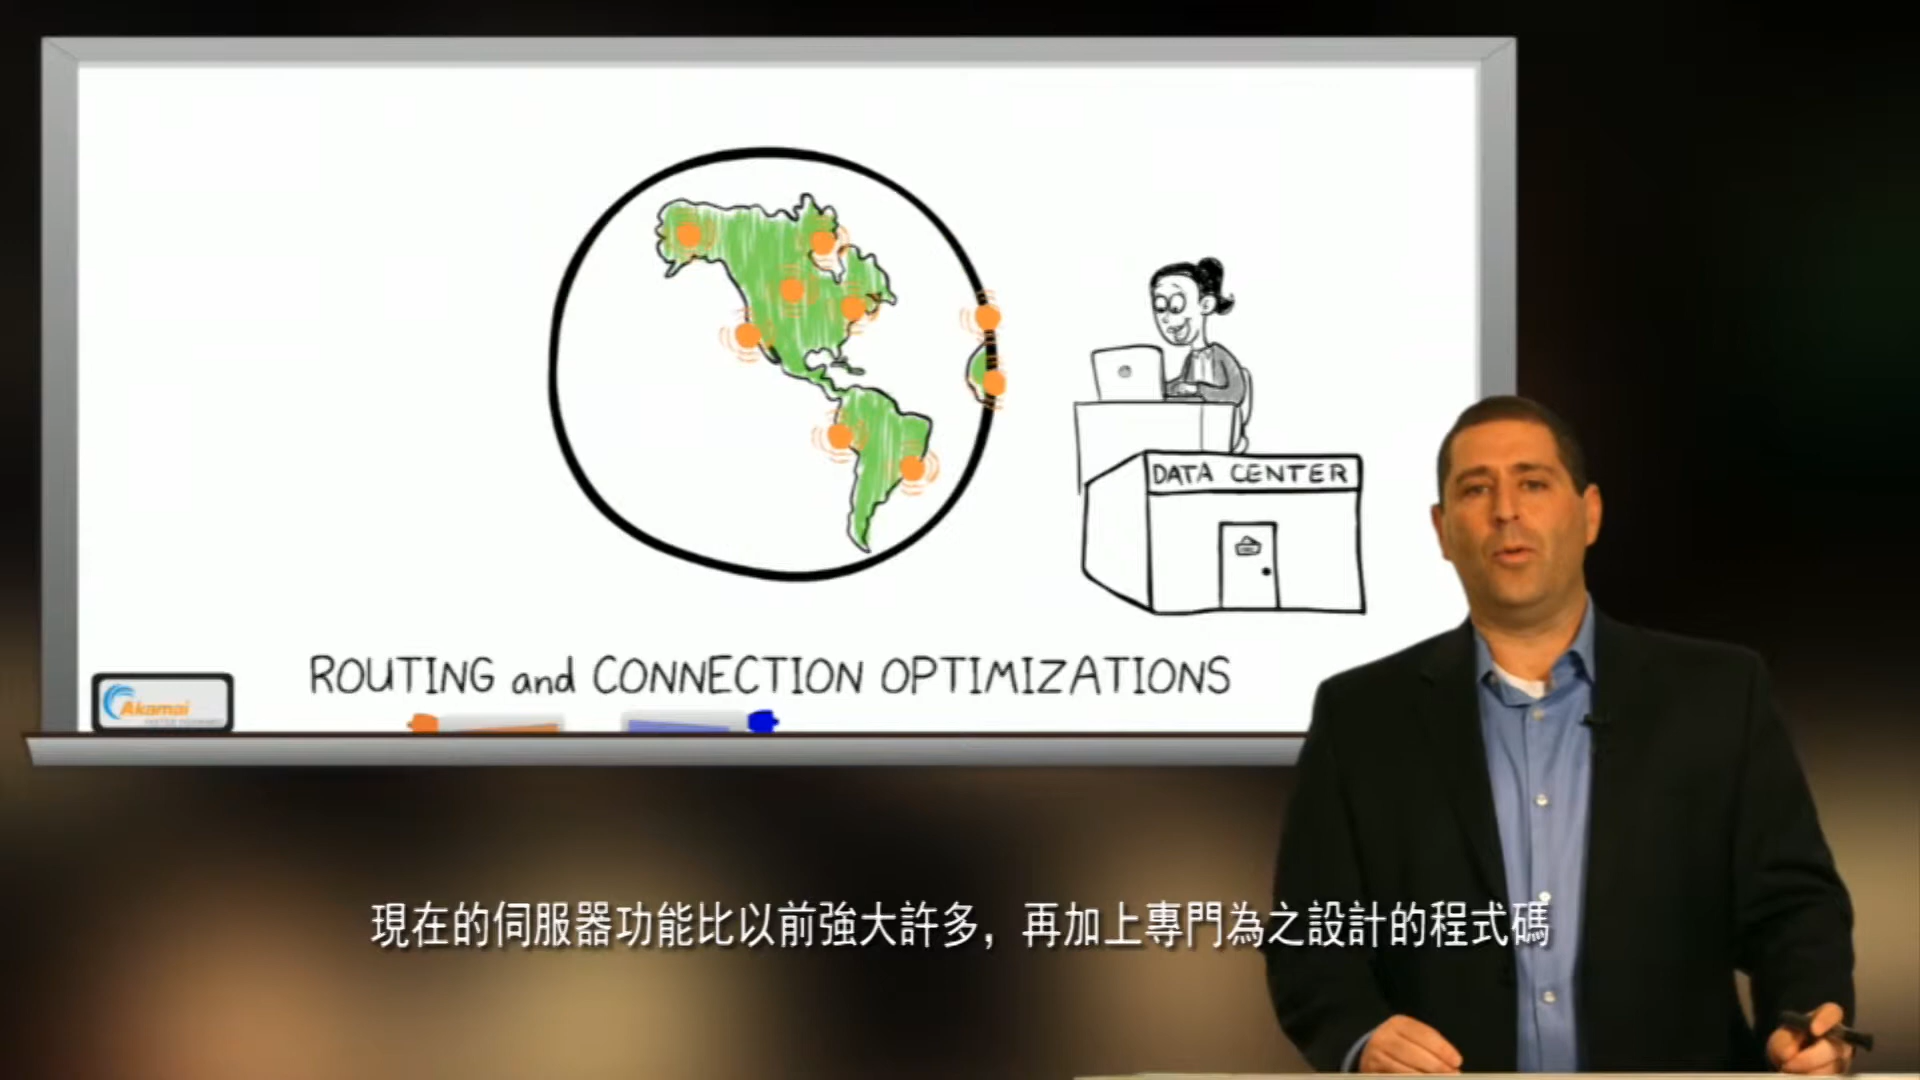 DATA CENTER
ROUTING and CONNECTION OPTIMIZATIONS
Akamai
現在的伺服器功能比以前強大許多，再加上專門為之設計的程式碼